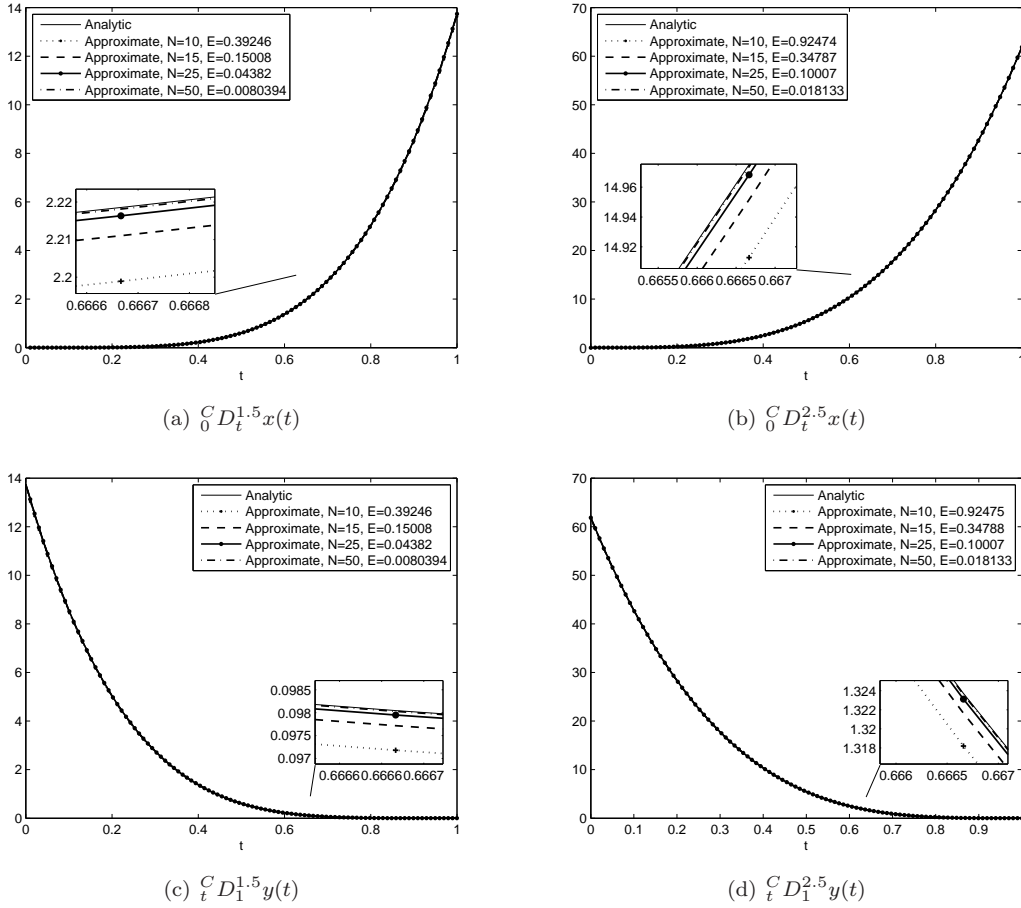 14
12
10
8
6
4
2
0
Analytic
Approximate, N=10, E=0.39246
Approximate, N=15, E=0.15008
Approximate, N=25, E=0.04382
Approximate, N=50, E=0.0080394
2.22
2.21
2.2
0.6666 0.6667 0.6668
0 0.2 0.4 0.6 0.8 1
t
(a) C 0 D 1.5 t x(t)
70
60
50
40
30
20
10
0
Analytic
Approximate, N=10, E=0.92474
Approximate, N=15, E=0.34787
Approximate, N=25, E=0.10007
Approximate, N=50, E=0.018133
14.96
14.94
14.92
0.6655 0.666 0.6665 0.667
0 0.2 0.4 0.6 0.8 1
t
(b) C 0 D 2.5 t x(t)
14
12
10
8
6
4
2
0
Analytic
Approximate, N=10, E=0.39246
Approximate, N=15, E=0.15008
Approximate, N=25, E=0.04382
Approximate, N=50, E=0.0080394
0.0985
0.098
0.0975
0.097
0.6666 0.6666 0.6667
0 0.2 0.4 0.6 0.8 1
t
(c) C t D 1.5 1 y(t)
70
60
50
40
30
20
10
0
Analytic
Approximate, N=10, E=0.92475
Approximate, N=15, E=0.34788
Approximate, N=25, E=0.10007
Approximate, N=50, E=0.018133
1.324
1.322
1.32
1.318
0.666 0.6665 0.667
0 0.1 0.2 0.3 0.4 0.5 0.6 0.7 0.8 0.9
t
(d) C t D 2.5 1 y(t)